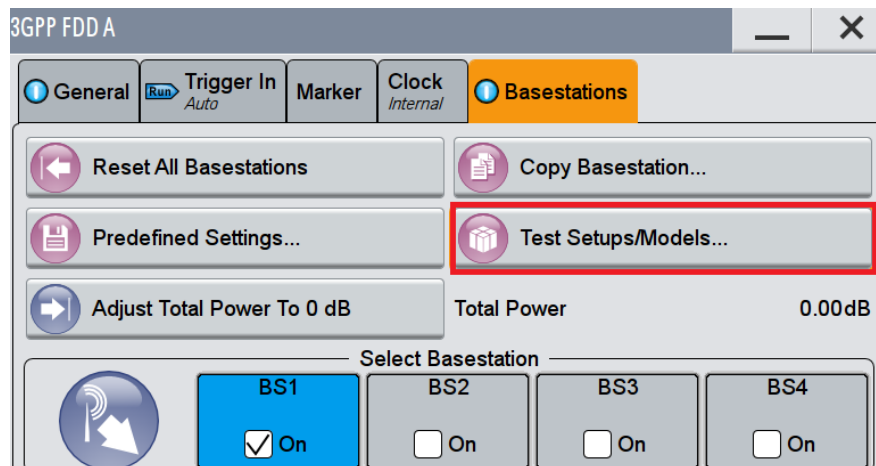 3GPP FDD A
General
Run
Trigger In
Auto
Marker
Clock
Internal
Basestations
Reset All Basestations
Copy Basestation...
Predefined Settings...
Test Setups/Models...
Adjust Total Power To 0 dB
Total Power
0.00dB
Select Basestation
BS1
BS2
BS3
BS4
On
On
On
On